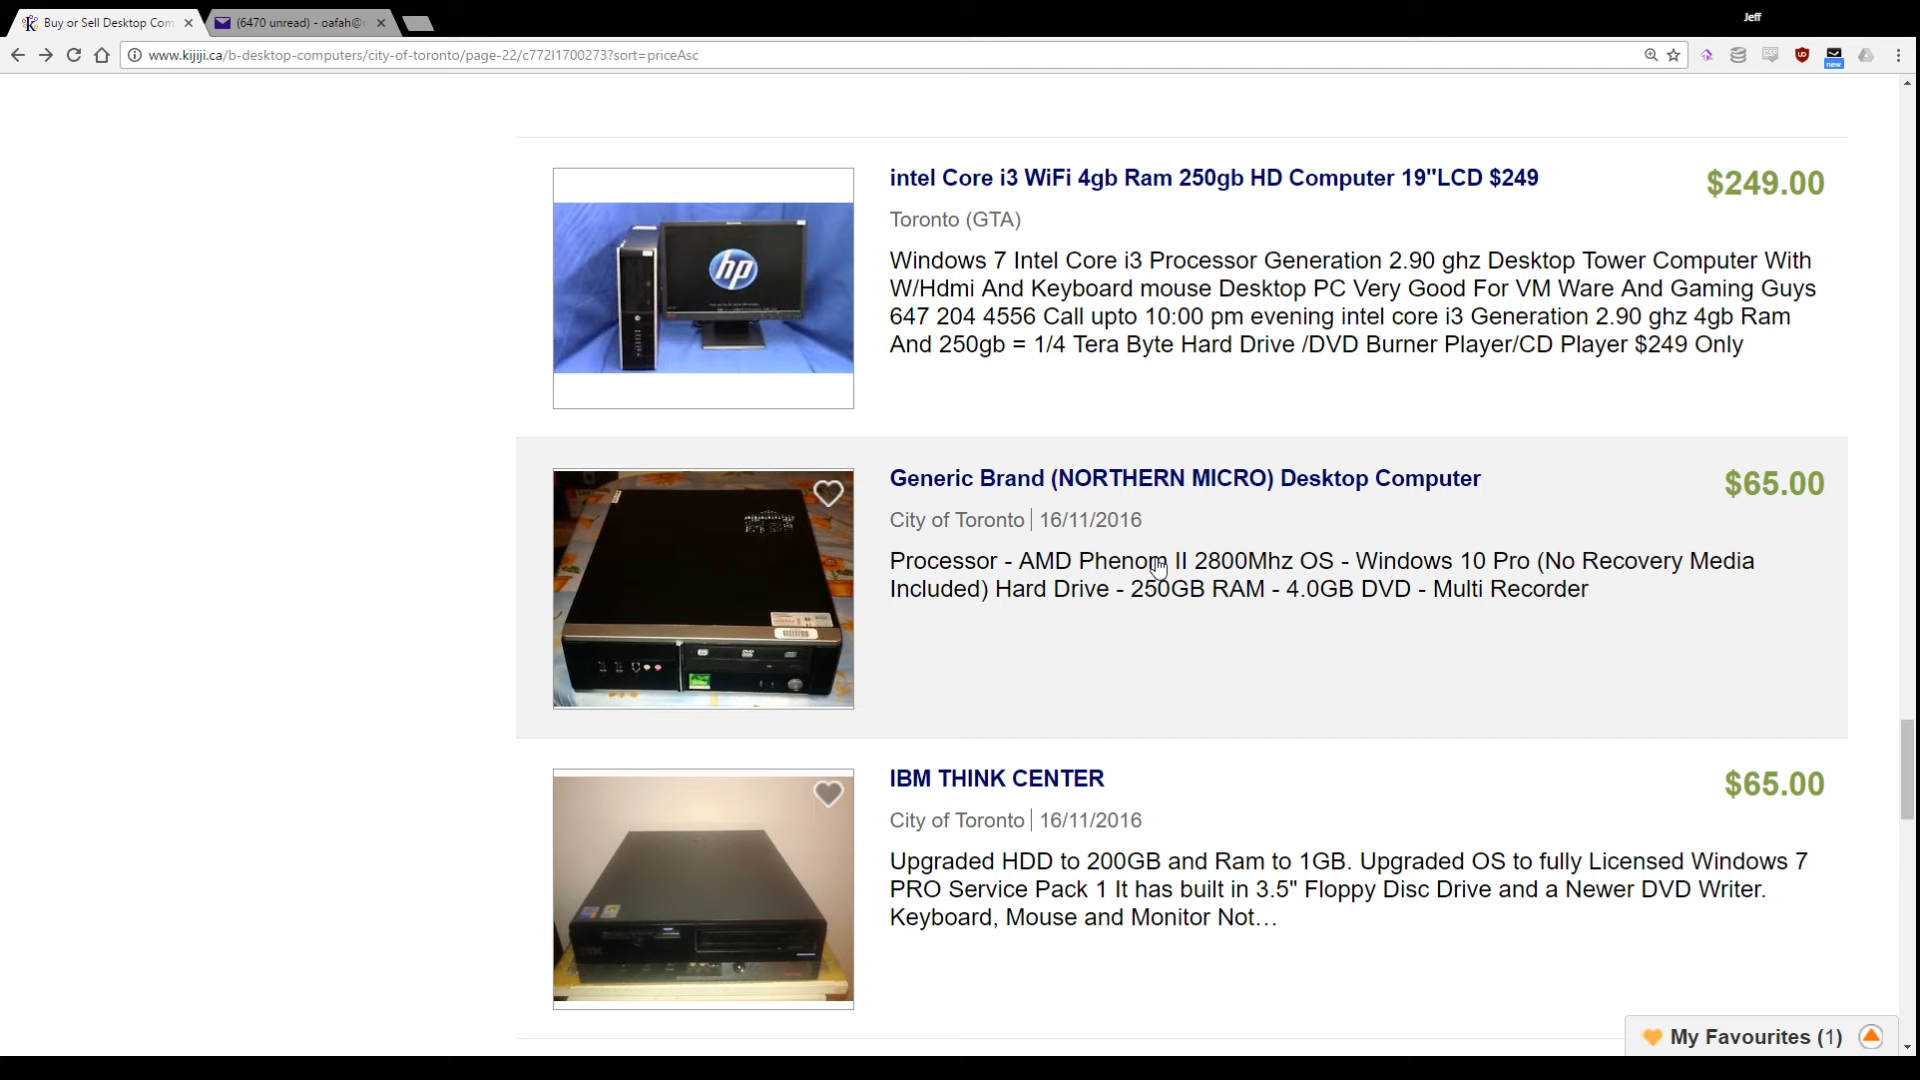 Jeff
Buy or Sell Desktop Com
(6470 unread) - oafah@
www.kijiji.ca/b-desktop-computers/city-of-toronto/page-22/c772l1700273?sort=priceAsc
new
intel Core i3 WiFi 4gb Ram 250gb HD Computer 19"LCD $249
$249.00
Toronto (GTA)
Windows 7 Intel Core i3 Processor Generation 2.90 ghz Desktop Tower Computer With
W/Hdmi And Keyboard mouse Desktop PC Very Good For VM Ware And Gaming Guys
647 204 4556 Call upto 10:00 pm evening intel core i3 Generation 2.90 ghz 4gb Ram
And 250gb = 1/4 Tera Byte Hard Drive /DVD Burner Player/CD Player $249 Only
hp
Generic Brand (NORTHERN MICRO) Desktop Computer
$65.00
City of Toronto | 16/11/2016
Processor - AMD Phenom II 2800Mhz OS - Windows 10 Pro (No Recovery Media
Included) Hard Drive - 250GB RAM - 4.0GB DVD - Multi Recorder
IBM THINK CENTER
$65.00
City of Toronto | 16/11/2016
Upgraded HDD to 200GB and Ram to 1GB. Upgraded OS to fully Licensed Windows 7
PRO Service Pack 1 It has built in 3.5" Floppy Disc Drive and a Newer DVD Writer.
Keyboard, Mouse and Monitor Not...
My Favourites (1)